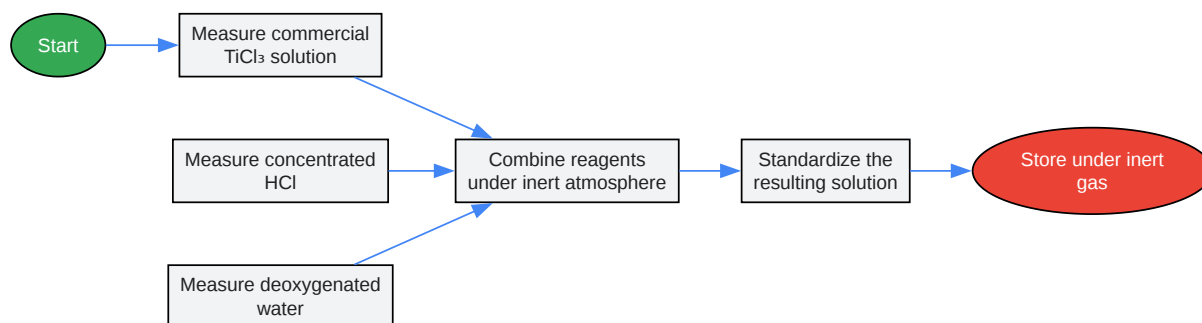 Start
Measure commercial
TiCl₃ solution
Measure concentrated
HCl
Measure deoxygenated
water
Combine reagents
under inert atmosphere
Standardize the
resulting solution
Store under inert
gas